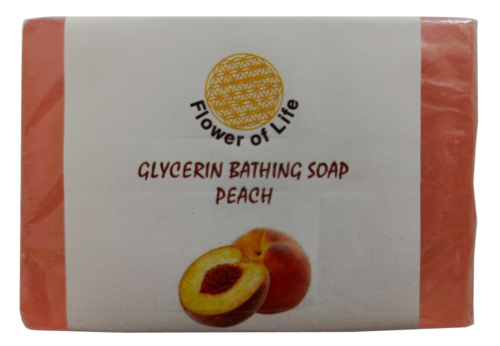 Flower of Life
GLYCERIN BATHING SOAP
PEACH